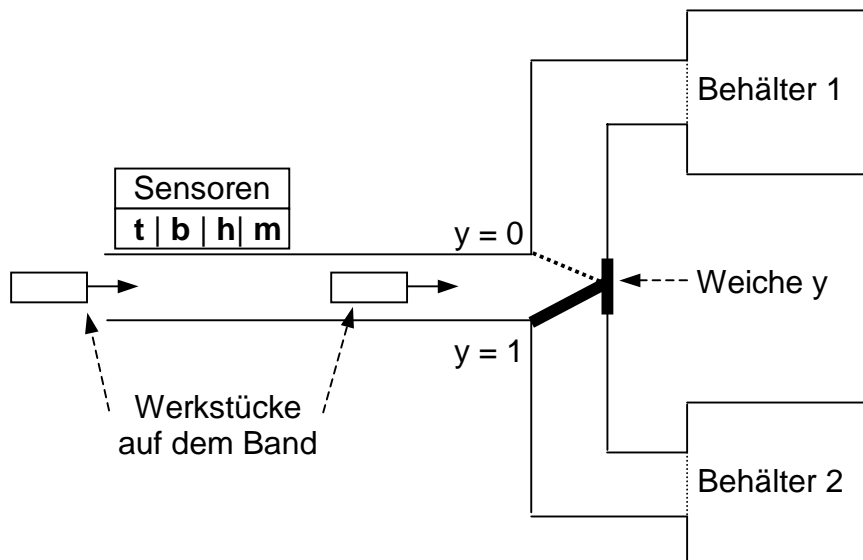 Behälter 1
Sensoren
t | b | h | m
y = 0
Weiche y
y = 1
Werkstücke
auf dem Band
Behälter 2